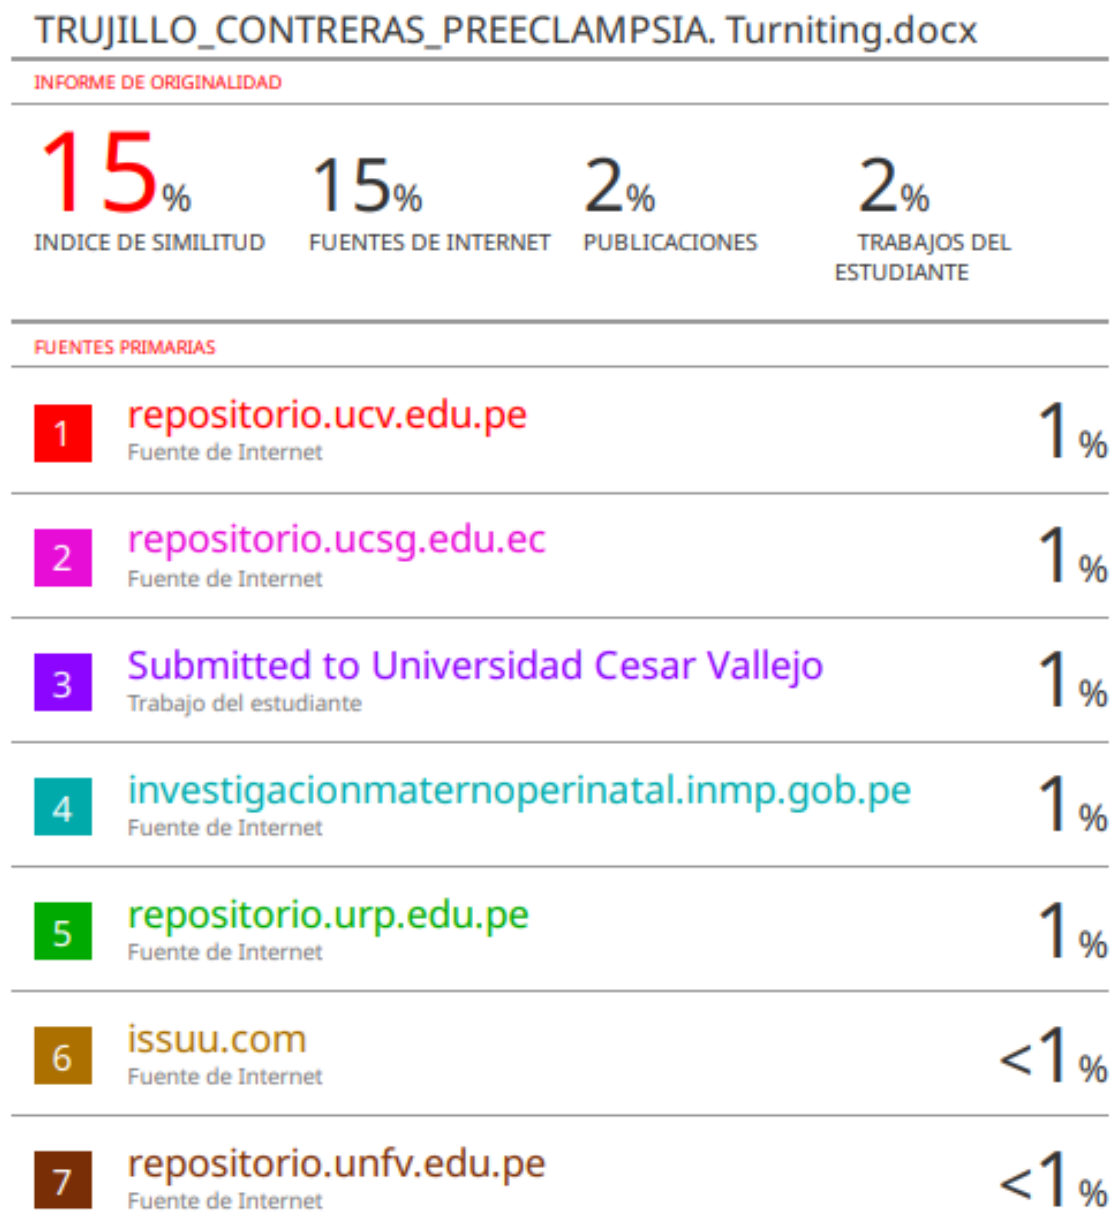 TRUJILLO_CONTRERAS_PREECLAMPSIA. Turniting.docx
INFORME DE ORIGINALIDAD
15% 15% 2% 2%
INDICE DE SIMILITUD FUENTES DE INTERNET PUBLICACIONES TRABAJOS DEL
ESTUDIANTE
FUENTES PRIMARIAS
1 repositorio.ucv.edu.pe 1%
Fuente de Internet
2 repositorio.ucsg.edu.ec 1%
Fuente de Internet
3 Submitted to Universidad Cesar Vallejo 1%
Trabajo del estudiante
4 investigacionmaternoperinatal.inmp.gob.pe 1%
Fuente de Internet
5 repositorio.urp.edu.pe 1%
Fuente de Internet
6 issuu.com <1%
Fuente de Internet
7 repositorio.unfv.edu.pe <1%
Fuente de Internet